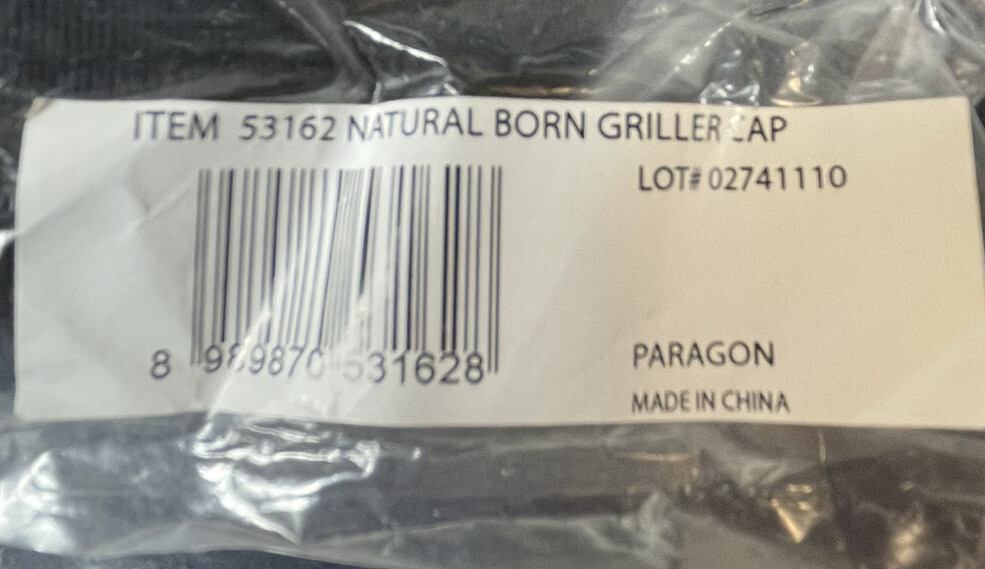 ITEM 53162 NATURAL BORN GRILLER CAP
LOT# 02741110
8 989870 531628
PARAGON
MADE IN CHINA